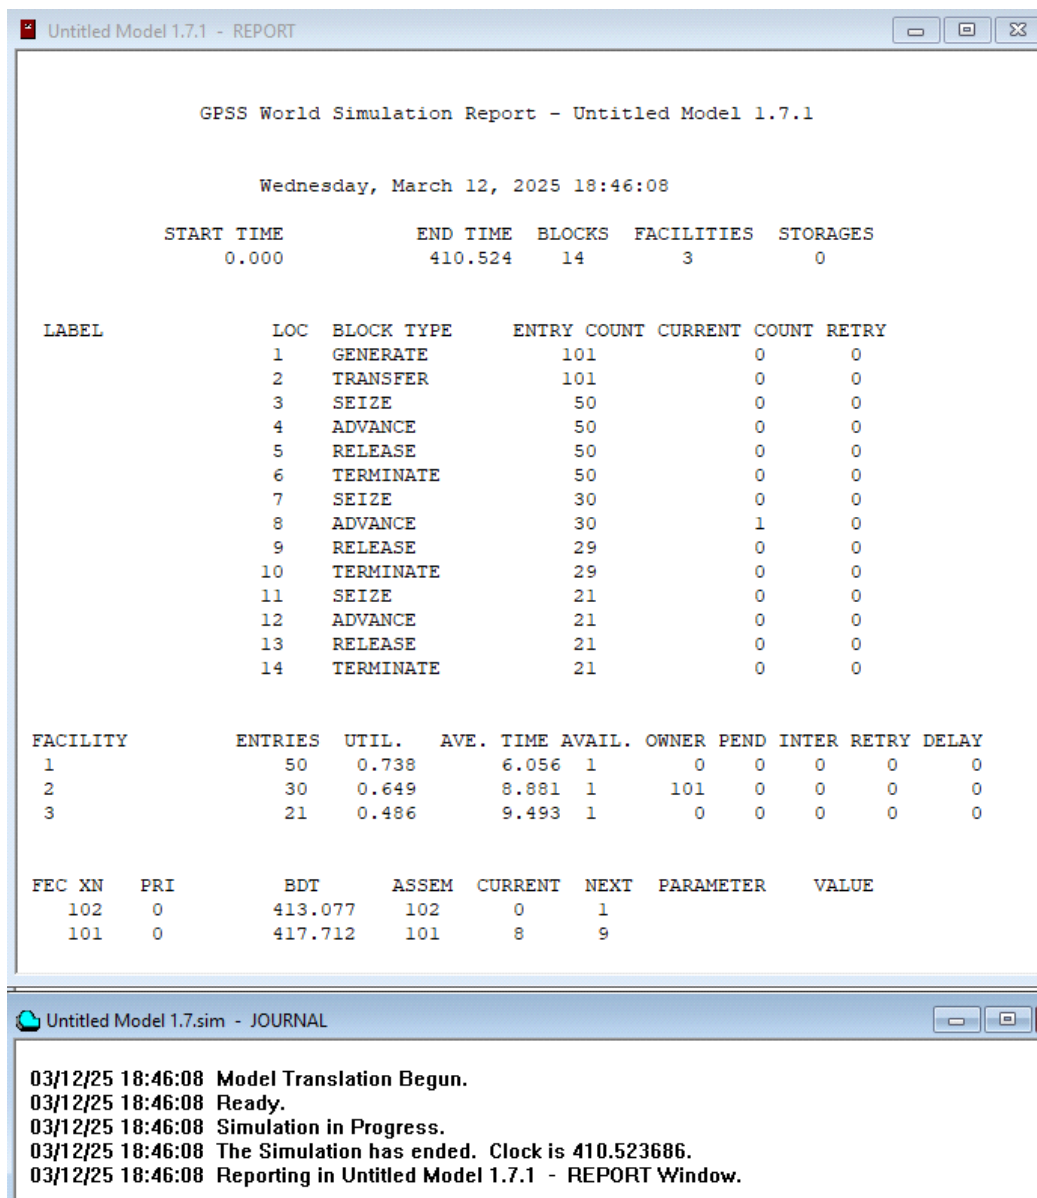 Untitled Model 1.7.1 - REPORT
GPSS World Simulation Report - Untitled Model 1.7.1
Wednesday, March 12, 2025 18:46:08
START TIME END TIME BLOCKS FACILITIES STORAGES
0.000 410.524 14 3 0
LABEL LOC BLOCK TYPE ENTRY COUNT CURRENT COUNT RETRY
1 GENERATE 101 0 0
2 TRANSFER 101 0 0
3 SEIZE 50 0 0
4 ADVANCE 50 0 0
5 RELEASE 50 0 0
6 TERMINATE 50 0 0
7 SEIZE 30 0 0
8 ADVANCE 30 1 0
9 RELEASE 29 0 0
10 TERMINATE 29 0 0
11 SEIZE 21 0 0
12 ADVANCE 21 0 0
13 RELEASE 21 0 0
14 TERMINATE 21 0 0
FACILITY ENTRIES UTIL. AVE. TIME AVAIL. OWNER PEND INTER RETRY DELAY
1 50 0.738 6.056 1 0 0 0 0 0
2 30 0.649 8.881 1 101 0 0 0 0
3 21 0.486 9.493 1 0 0 0 0 0
FEC XN PRI BDT ASSEM CURRENT NEXT PARAMETER VALUE
102 0 413.077 102 0 1
101 0 417.712 101 8 9
Untitled Model 1.7.sim - JOURNAL
03/12/25 18:46:08 Model Translation Begun.
03/12/25 18:46:08 Ready.
03/12/25 18:46:08 Simulation in Progress.
03/12/25 18:46:08 The Simulation has ended. Clock is 410.523686.
03/12/25 18:46:08 Reporting in Untitled Model 1.7.1 - REPORT Window.